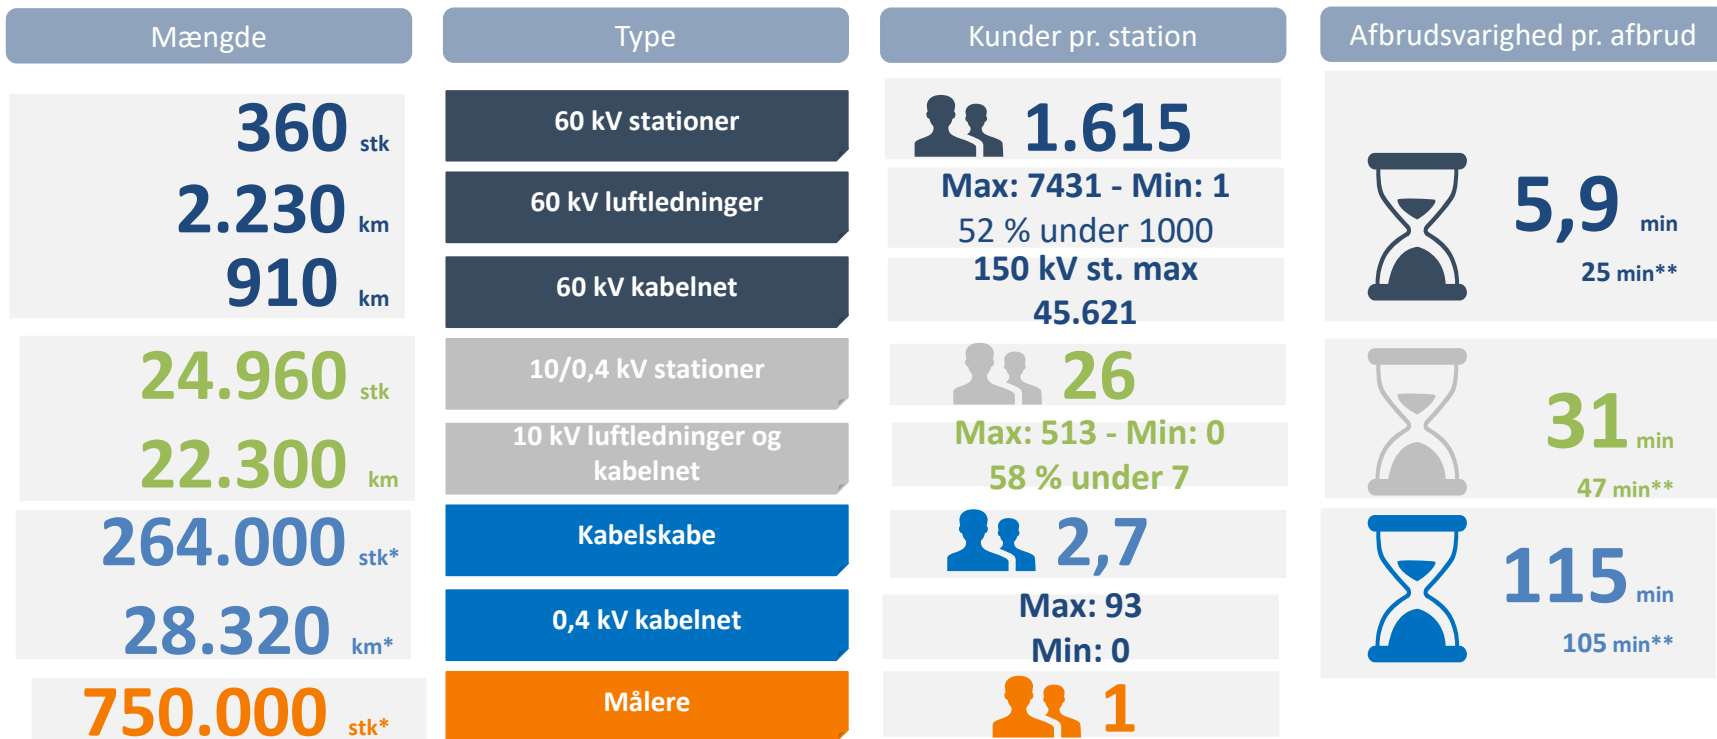 Mængde
Type
Kunder pr. station
Afbrudsvarighed pr. afbrud
360 stk
60 kV stationer
1.615
2.230 km
60 kV luftledninger
Max: 7431 - Min: 1
52 % under 1000
5,9 min
25 min**
910 km
60 kV kabelnet
150 kV st. max
45.621
24.960 stk
10/0,4 kV stationer
26
22.300 km
10 kV luftledninger og
kabelnet
Max: 513 - Min: 0
58 % under 7
31 min
47 min**
264.000 stk*
Kabelskabe
2,7
115 min
105 min**
28.320 km*
0,4 kV kabelnet
Max: 93
Min: 0
750.000 stk*
Målere
1